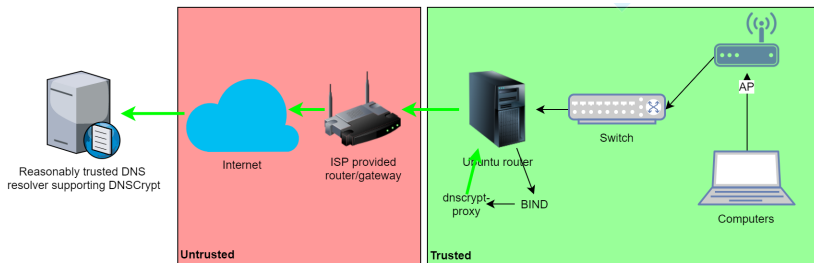 Reasonably trusted DNS
resolver supporting DNSCrypt
Internet
ISP provided
router/gateway
Untrusted
Ubuntu router
dnscrypt-
proxy
BIND
Switch
AP
Computers
Trusted